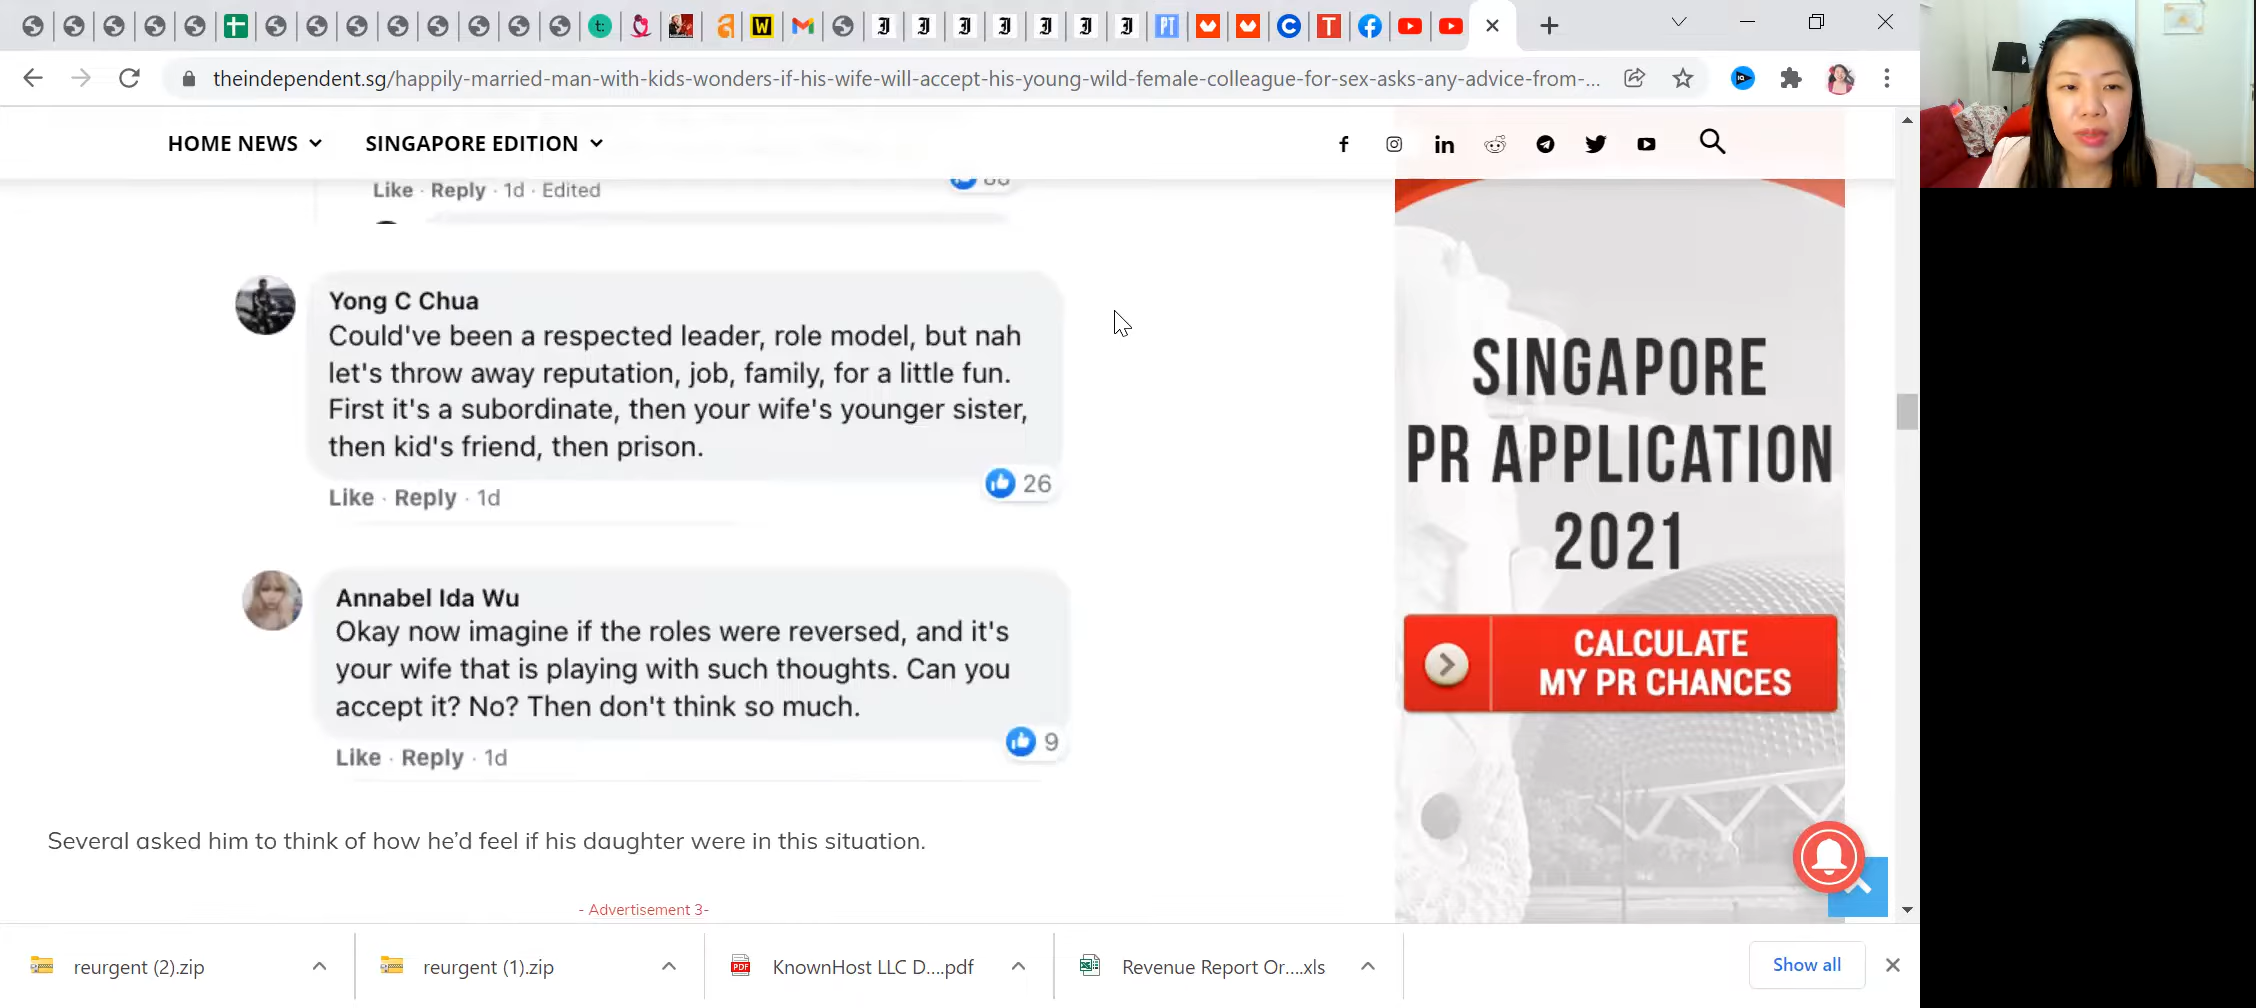 t:
W
PT
C
T
theindependent.sg/happily-married-man-with-kids-wonders-if-his-wife-will-accept-his-young-wild-female-colleague-for-sex-asks-any-advice-from-...
HOME NEWS
SINGAPORE EDITION
Like · Reply · 1d · Edited
Yong C Chua
Could've been a respected leader, role model, but nah
let's throw away reputation, job, family, for a little fun.
First it's a subordinate, then your wife's younger sister,
then kid's friend, then prison.
26
Like · Reply · 1d
Annabel Ida Wu
Okay now imagine if the roles were reversed, and it's
your wife that is playing with such thoughts. Can you
accept it? No? Then don't think so much.
9
Like · Reply · 1d
Several asked him to think of how he’d feel if his daughter were in this situation.
- Advertisement 3-
SINGAPORE
PR APPLICATION
2021
CALCULATE
MY PR CHANCES
reurgent (2).zip
reurgent (1).zip
PDF
KnownHost LLC D....pdf
Revenue Report Or....xls
Show all